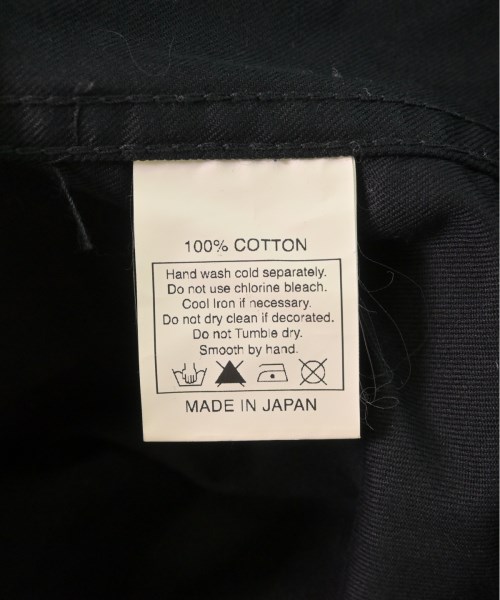 100% COTTON
Hand wash cold separately.
Do not use chlorine bleach.
Cool Iron if necessary.
Do not dry clean if decorated.
Do not Tumble dry.
Smooth by hand.
MADE IN JAPAN